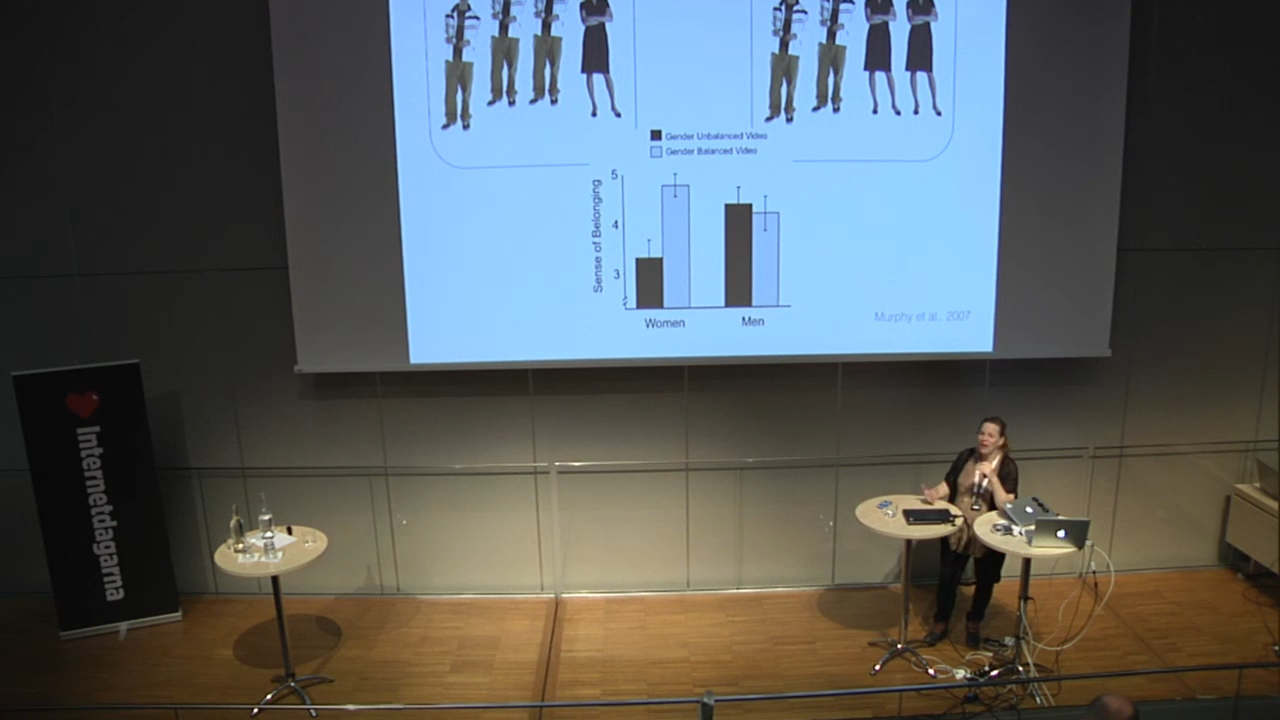 Gender Unbalanced Video
Gender Balanced Video
5
4
3
Sense of Belonging
Women
Men
Murphy et al., 2007
Internetdagarna